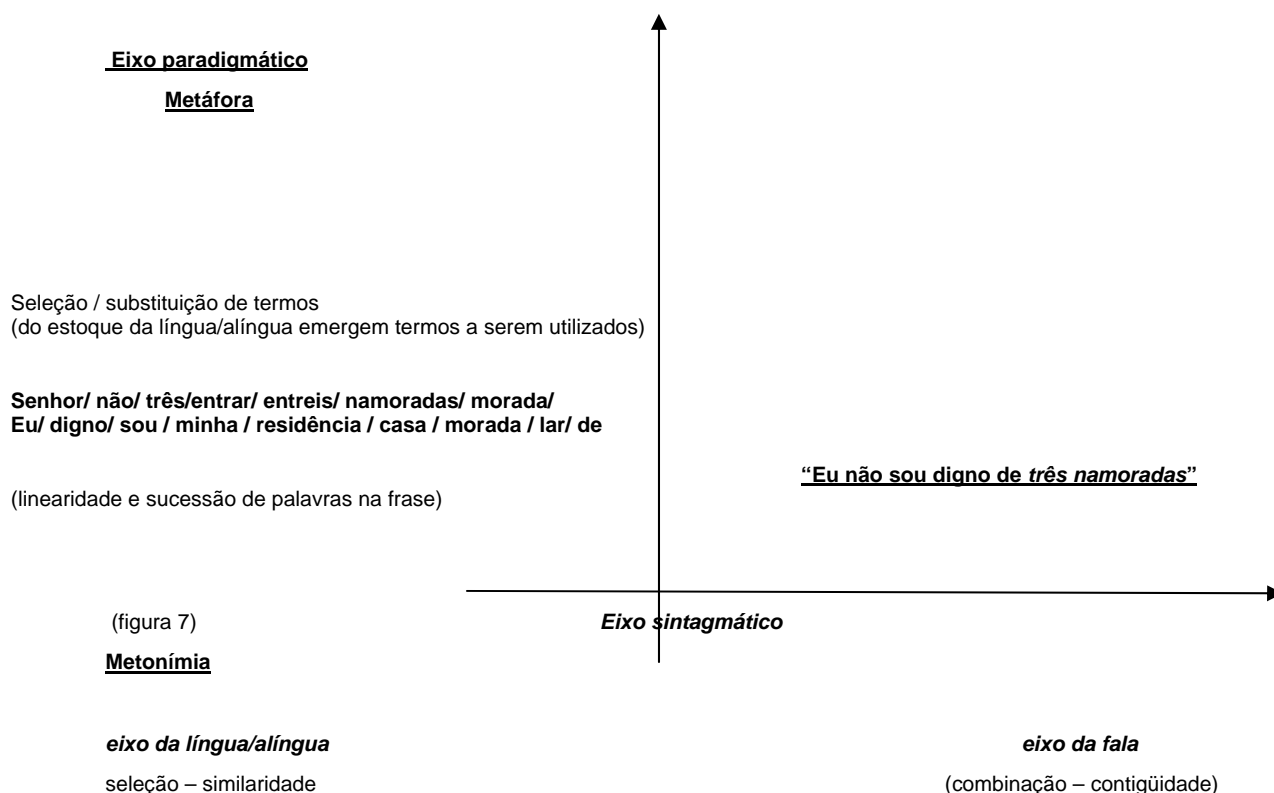 Eixo paradigmático
Metáfora
Seleção / substituição de termos
(do estoque da língua/alíngua emergem termos a serem utilizados)
Senhor/ não/ três/entrar/ entreis/ namoradas/ morada/
Eu/ digno/ sou / minha / residência / casa / morada / lar/ de
“Eu não sou digno de três namoradas”
(linearidade e sucessão de palavras na frase)
(figura 7) Eixo sintagmático
Metonímia
eixo da língua/alíngua eixo da fala
seleção – similaridade (combinação – contigüidade)